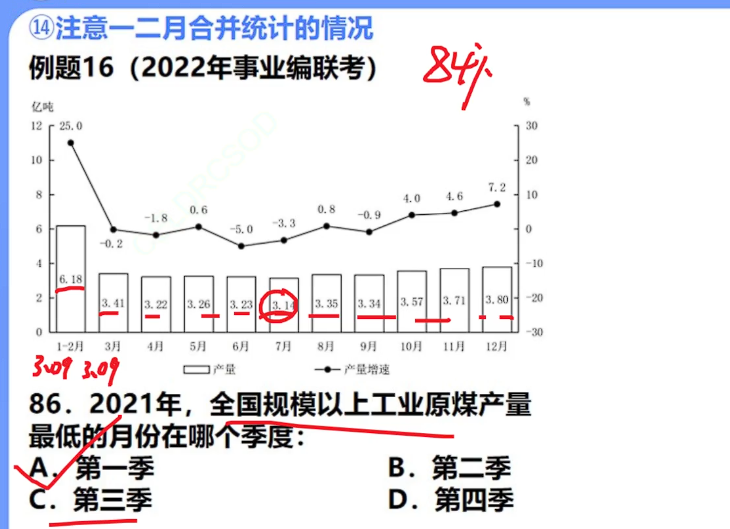 ⑭注意一二月合并统计的情况
例题16（2022年事业编联考）
84%
亿吨 %
12 25.0 30
10 20
8 7.2 10
-1.8 0.6 0.8 4.0 4.6
6 -0.2 -5.0 -3.3 -0.9 0
4 -10
6.18
2 3.41 3.22 3.26 3.23 3.14 3.35 3.34 3.57 3.71 3.80 -20
0 -30
1-2月 3月 4月 5月 6月 7月 8月 9月 10月 11月 12月
3.09 3.09
产量 产量增速
86．2021年，全国规模以上工业原煤产量
最低的月份在哪个季度：
A．第一季 B．第二季
C．第三季 D．第四季